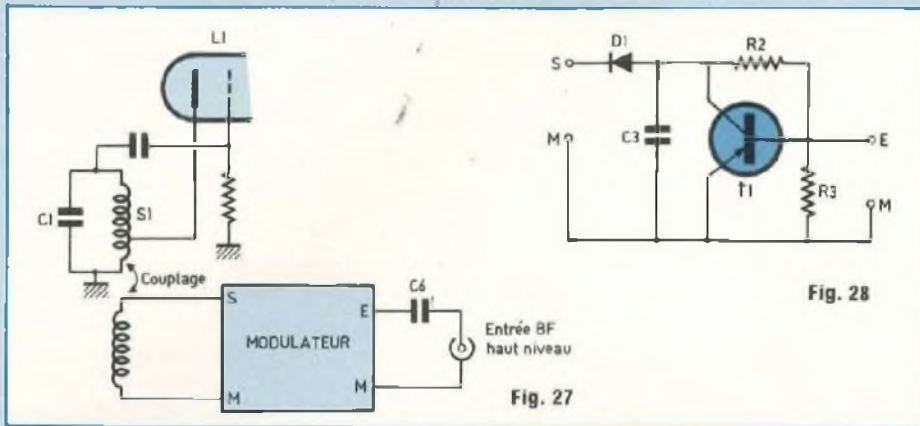 L1
C1
S1
Couplage
S
M
MODULATEUR
E
M
C6
Entrée BF
haut niveau
Fig. 27
S
D1
R2
M
C3
t1
E
R3
M
Fig. 28